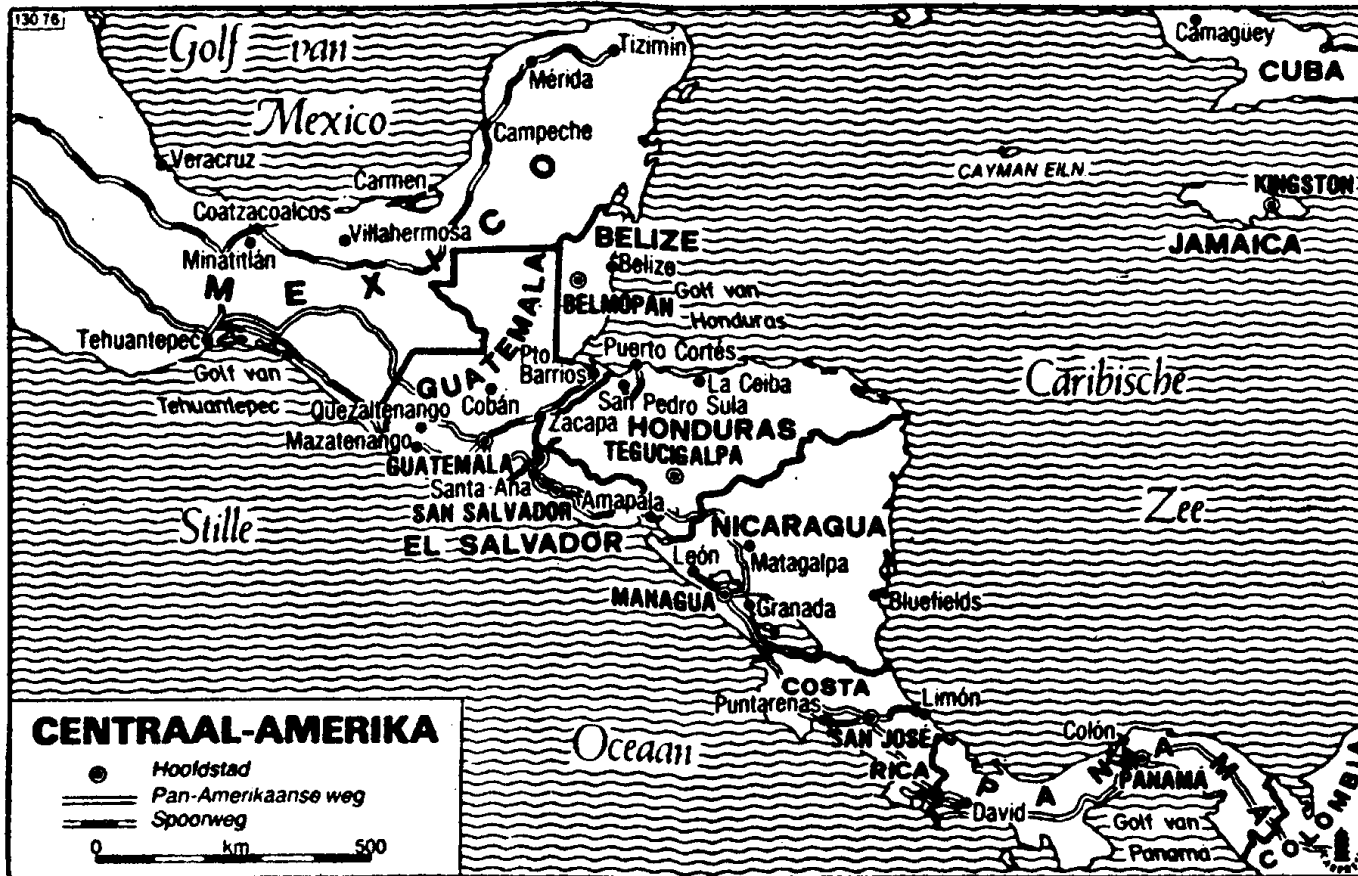 130 76
Golf van
Mexico
Tizimín
Mérida
Campeche
Camagüey
CUBA
Veracruz
Carmen
CAYMAN EILN
KINGSTON
JAMAICA
Coatzacoalcos
Villahermosa
Minatitlán
MEXICO
BELIZE
Belize
BELMOPAN
Golf van
Honduras
Tehuantepec
Golf van
Tehuantepec
GUATEMALA
Pto
Barrios
Puerto Cortés
La Ceiba
San Pedro Sula
Caribische
Zee
Quezaltenango
Cobán
Mazatenango
Zacapa
HONDURAS
TEGUCIGALPA
GUATEMALA
Santa Ana
Amapala
SAN SALVADOR
EL SALVADOR
NICARAGUA
León
Matagalpa
MANAGUA
Granada
Bluefields
Stille
Oceaan
COSTA
RICA
Puntarenas
Limón
SAN JOSÉ
Colón
PANAMA
PANAMÁ
David
Golf van
Panama
COLOMBIA
CENTRAAL-AMERIKA
Hoofdstad
Pan-Amerikaanse weg
Spoorweg
0 km 500